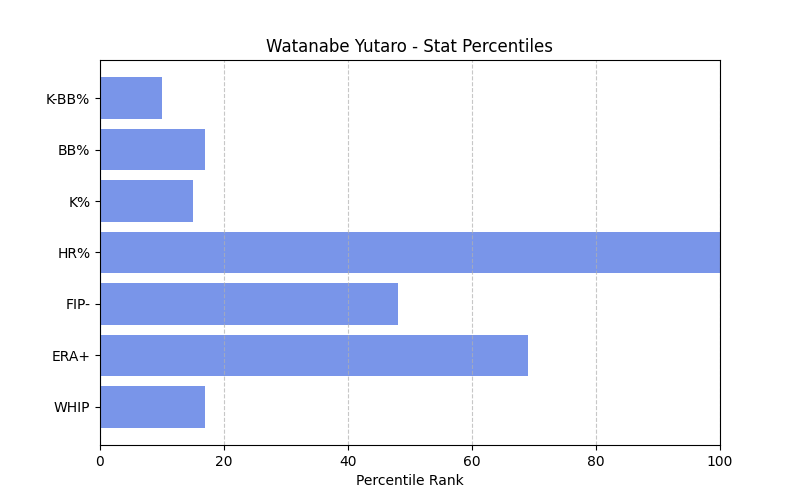 Watanabe Yutaro - Stat Percentiles
K-BB%
BB%
K%
HR%
FIP-
ERA+
WHIP
0 20 40 60 80 100
Percentile Rank